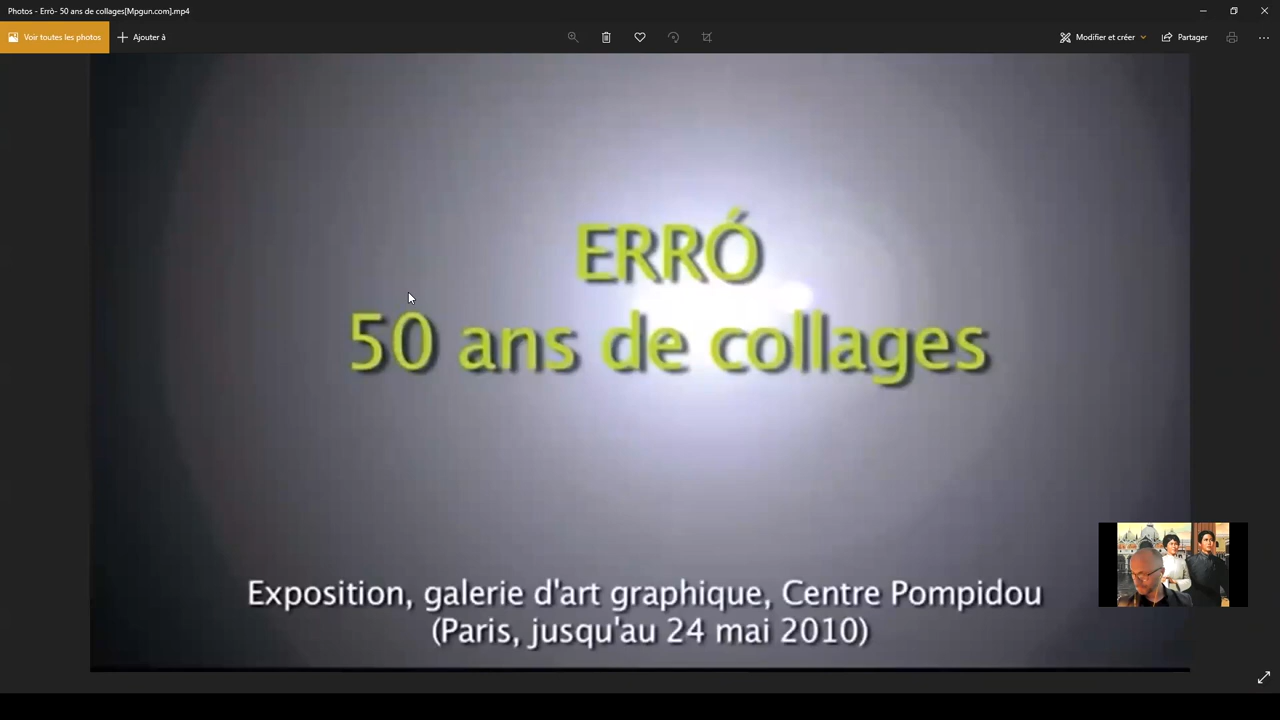 Photos - Errò- 50 ans de collages[Mpgun.com].mp4
Voir toutes les photos
Ajouter à
Modifier et créer
Partager
ERRÓ
50 ans de collages
Exposition, galerie d'art graphique, Centre Pompidou
(Paris, jusqu'au 24 mai 2010)